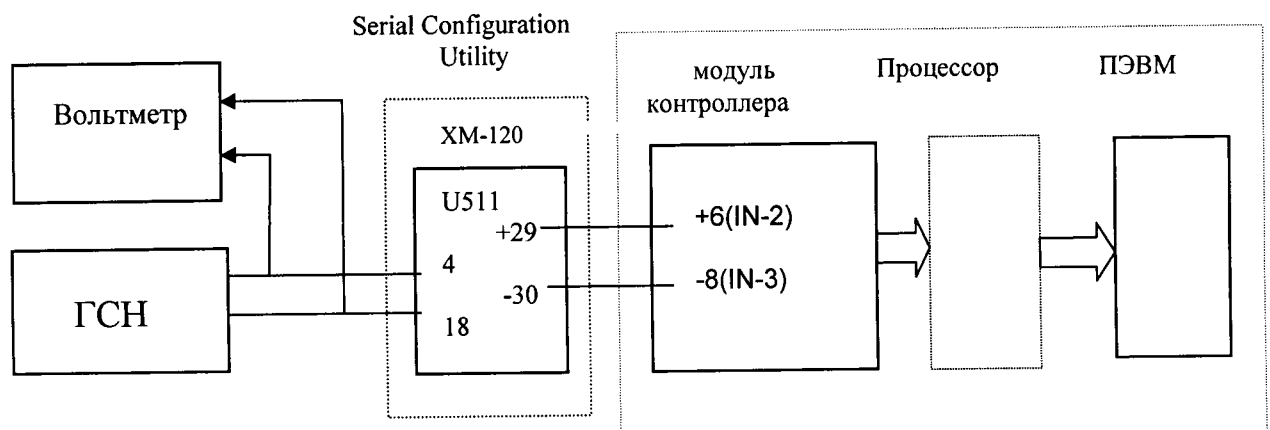 Serial Configuration
Utility
Вольтметр
ХМ-120
модуль
контроллера
Процессор
ПЭВМ
U511
+29
4
-30
18
+6(IN-2)
-8(IN-3)
ГСН